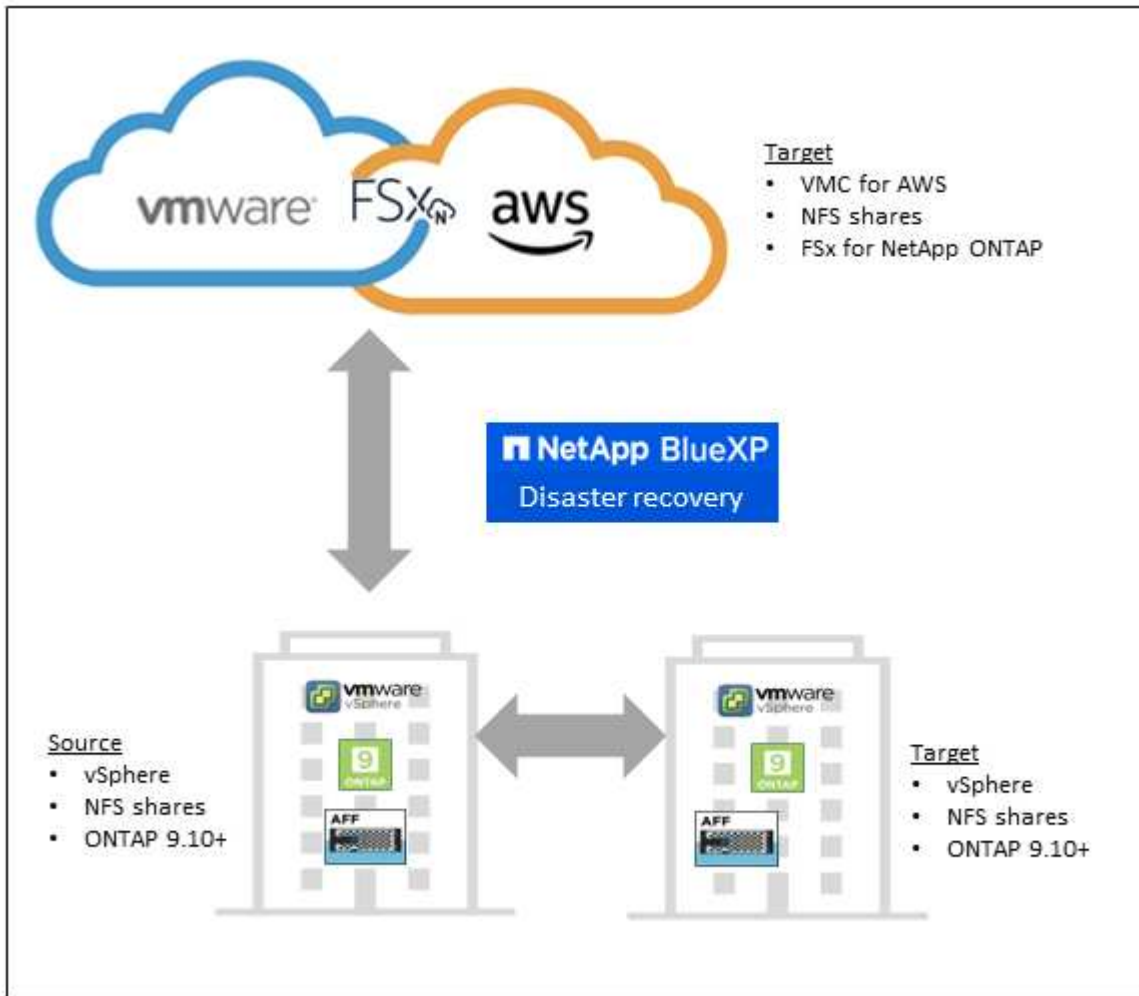 vmware
FSx
N
aws
Target
• VMC for AWS
• NFS shares
• FSx for NetApp ONTAP
NetApp BlueXP
Disaster recovery
vmware
vSphere
9
ONTAP
AFF
Source
• vSphere
• NFS shares
• ONTAP 9.10+
vmware
vSphere
9
ONTAP
AFF
Target
• vSphere
• NFS shares
• ONTAP 9.10+